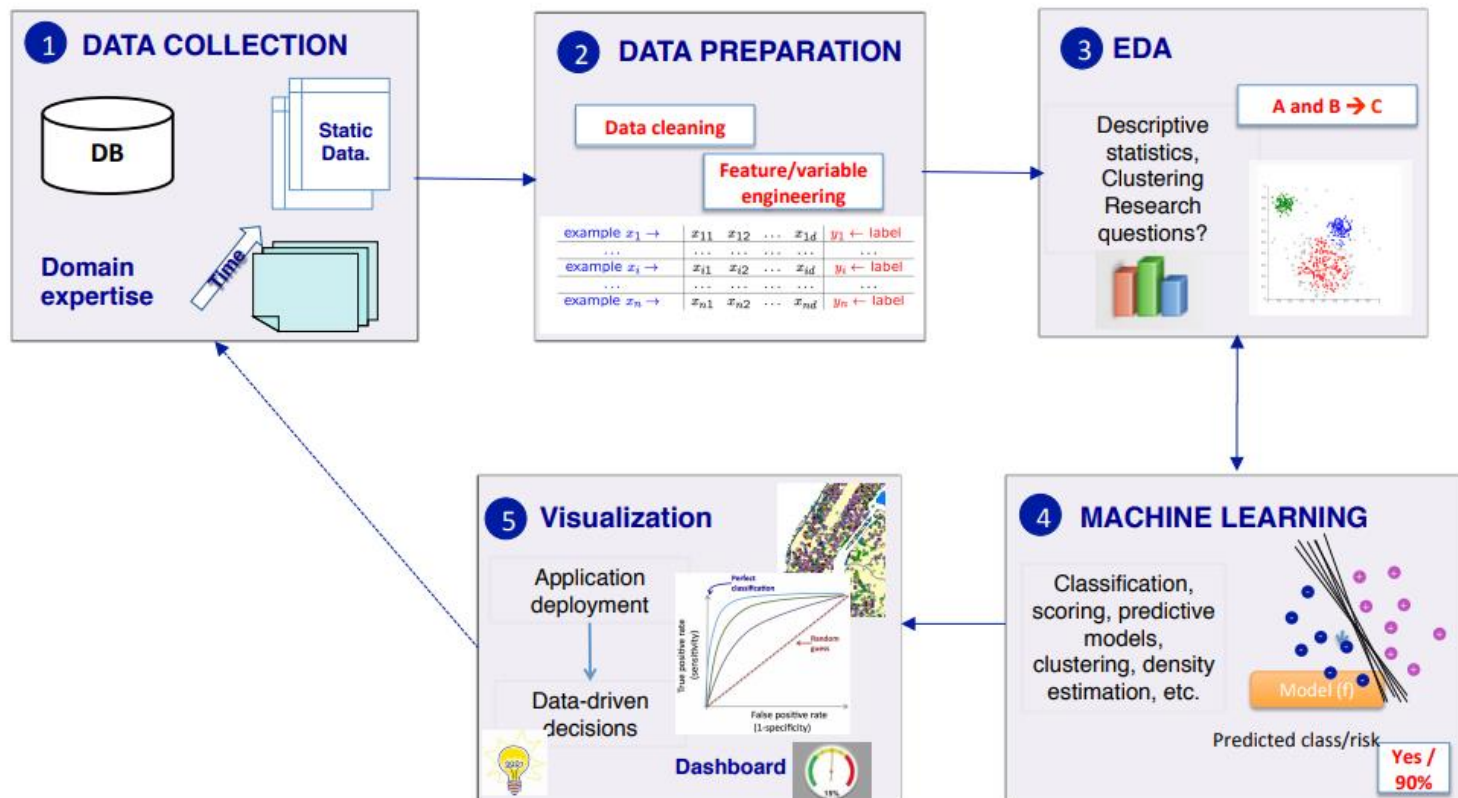 1 DATA COLLECTION
DB
Static
Data.
Domain
expertise
Time
2 DATA PREPARATION
Data cleaning
Feature/variable
engineering
example x₁ → x₁₁ x₁₂ … x₁d y₁ ← label
… … … … …
example xᵢ → xᵢ₁ xᵢ₂ … xᵢd yᵢ ← label
… … … … …
example xₙ → xₙ₁ xₙ₂ … xₙd yₙ ← label
3 EDA
A and B → C
Descriptive
statistics,
Clustering
Research
questions?
4 MACHINE LEARNING
Classification,
scoring, predictive
models,
clustering, density
estimation, etc.
Model (f)
Predicted class/risk
Yes /
90%
5 Visualization
Application
deployment
Data-driven
decisions
Perfect
classification
Random
guess
True positive rate
(sensitivity)
False positive rate
(1-specificity)
Dashboard